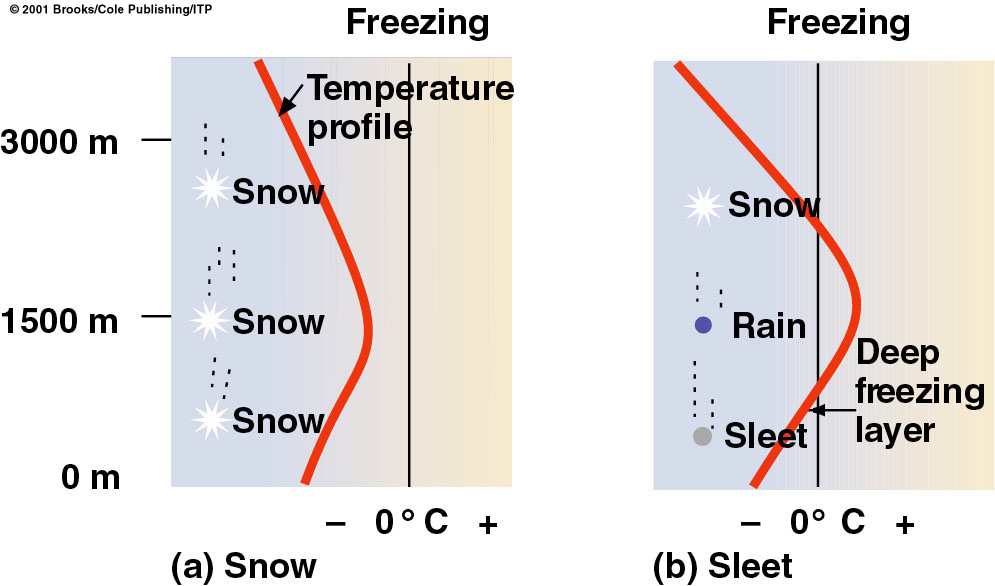 © 2001 Brooks/Cole Publishing/ITP
Freezing
Temperature
profile
3000 m
Snow
1500 m
Snow
Snow
0 m
– 0° C +
(a) Snow
Freezing
Snow
Rain
Deep
freezing
layer
Sleet
– 0° C +
(b) Sleet